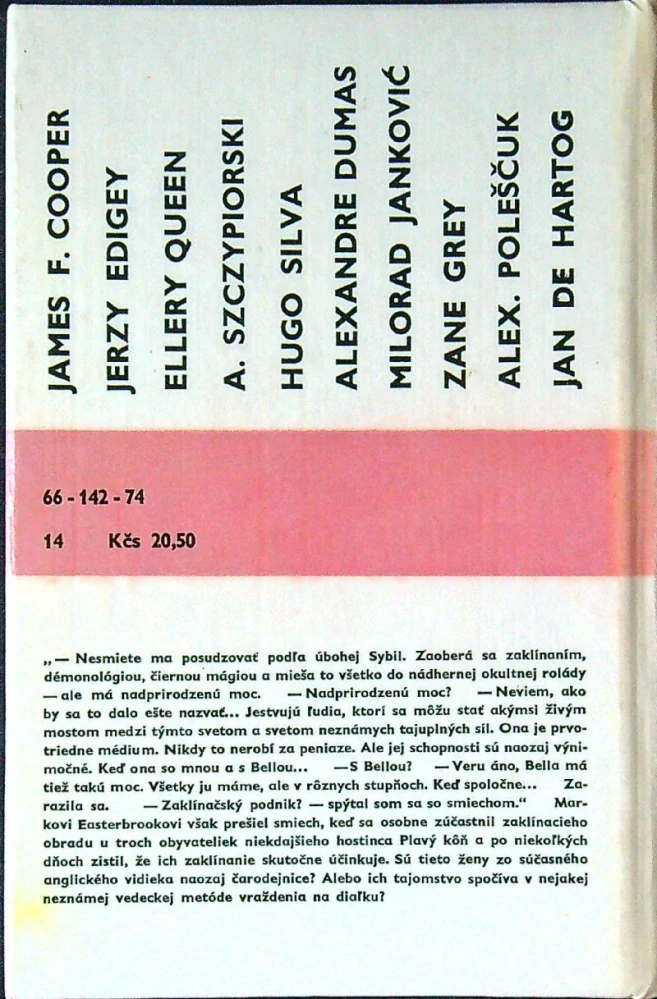 JAMES F. COOPER
JERZY EDIGEY
ELLERY QUEEN
A. SZCZYPIORSKI
HUGO SILVA
ALEXANDRE DUMAS
MILORAD JANKOVIĆ
ZANE GREY
ALEX. POLEŠČUK
JAN DE HARTOG
66 - 142 - 74
14 Kčs 20,50
„— Nesmiete ma posudzovať podľa úbohej Sybil. Zaoberá sa zaklínaním,
démonológiou, čiernou mágiou a mieša to všetko do nádhernej okultnej rolády
— ale má nadprirodzenú moc. — Nadprirodzenú moc? — Neviem, ako
by sa to dalo ešte nazvať... Jestvujú ľudia, ktorí sa môžu stať akýmsi živým
mostom medzi týmto svetom a svetom neznámych tajuplných síl. Ona je prvo-
triedne médium. Nikdy to nerobí za peniaze. Ale jej schopnosti sú naozaj výni-
močné. Keď ona so mnou a s Bellou... — S Bellou? — Veru áno, Bella má
tiež takú moc. Všetky ju máme, ale v rôznych stupňoch. Keď spoločne... Za-
razila sa. — Zaklínačský podnik? — spýtal som sa so smiechom.“ Mar-
kovi Easterbrookovi však prešiel smiech, keď sa osobne zúčastnil zaklínacieho
obradu u troch obyvateliek niekdajšieho hostinca Plavý kôň a po niekoľkých
dňoch zistil, že ich zaklínanie skutočne účinkuje. Sú tieto ženy zo súčasného
anglického vidieka naozaj čarodejnice? Alebo ich tajomstvo spočíva v nejakej
neznámej vedeckej metóde vraždenia na diaľku?